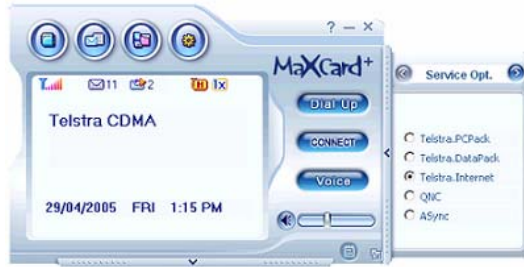 ? – ×
MaXCard+
11 2 1x
Telstra CDMA
29/04/2005 FRI 1:15 PM
Dial Up
CONNECT
Voice
Service Opt.
Telstra.PCPack
Telstra.DataPack
Telstra.Internet
QNC
ASync